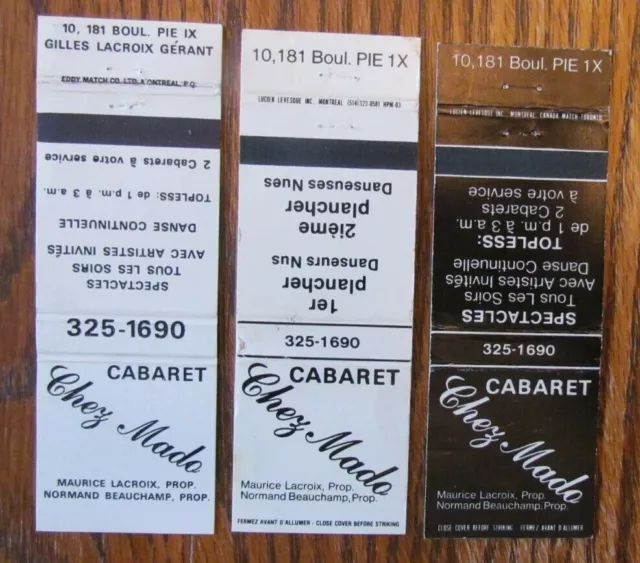 10, 181 BOUL. PIE IX
GILLES LACROIX GÉRANT
EDDY MATCH CO. LTD. MONTREAL, P.Q.
SPECTACLES
TOUS LES SOIRS
AVEC ARTISTES INVITÉS
DANSE CONTINUELLE
TOPLESS: de 1 p.m. à 3 a.m.
2 Cabarets à votre service
325-1690
CABARET
Chez Mado
MAURICE LACROIX, PROP.
NORMAND BEAUCHAMP, PROP.
10,181 Boul. PIE 1X
LUCIEN LEVESQUE INC. MONTREAL (514) 323-0581 HPM-83
1er
plancher
Danseurs Nus
2ième
plancher
Danseuses Nues
325-1690
CABARET
Chez Mado
Maurice Lacroix, Prop.
Normand Beauchamp, Prop.
FERMEZ AVANT D'ALLUMER - CLOSE COVER BEFORE STRIKING
10,181 Boul. PIE 1X
LUCIEN LEVESQUE INC. MONTREAL, CANADA MATCH-TORONTO
SPECTACLES
Tous Les Soirs
Avec Artistes Invités
Danse Continuelle
TOPLESS:
de 1 p.m. à 3 a.m.
2 Cabarets
à votre service
325-1690
CABARET
Chez Mado
Maurice Lacroix, Prop.
Normand Beauchamp, Prop.
CLOSE COVER BEFORE STRIKING FERMEZ AVANT D'ALLUMER